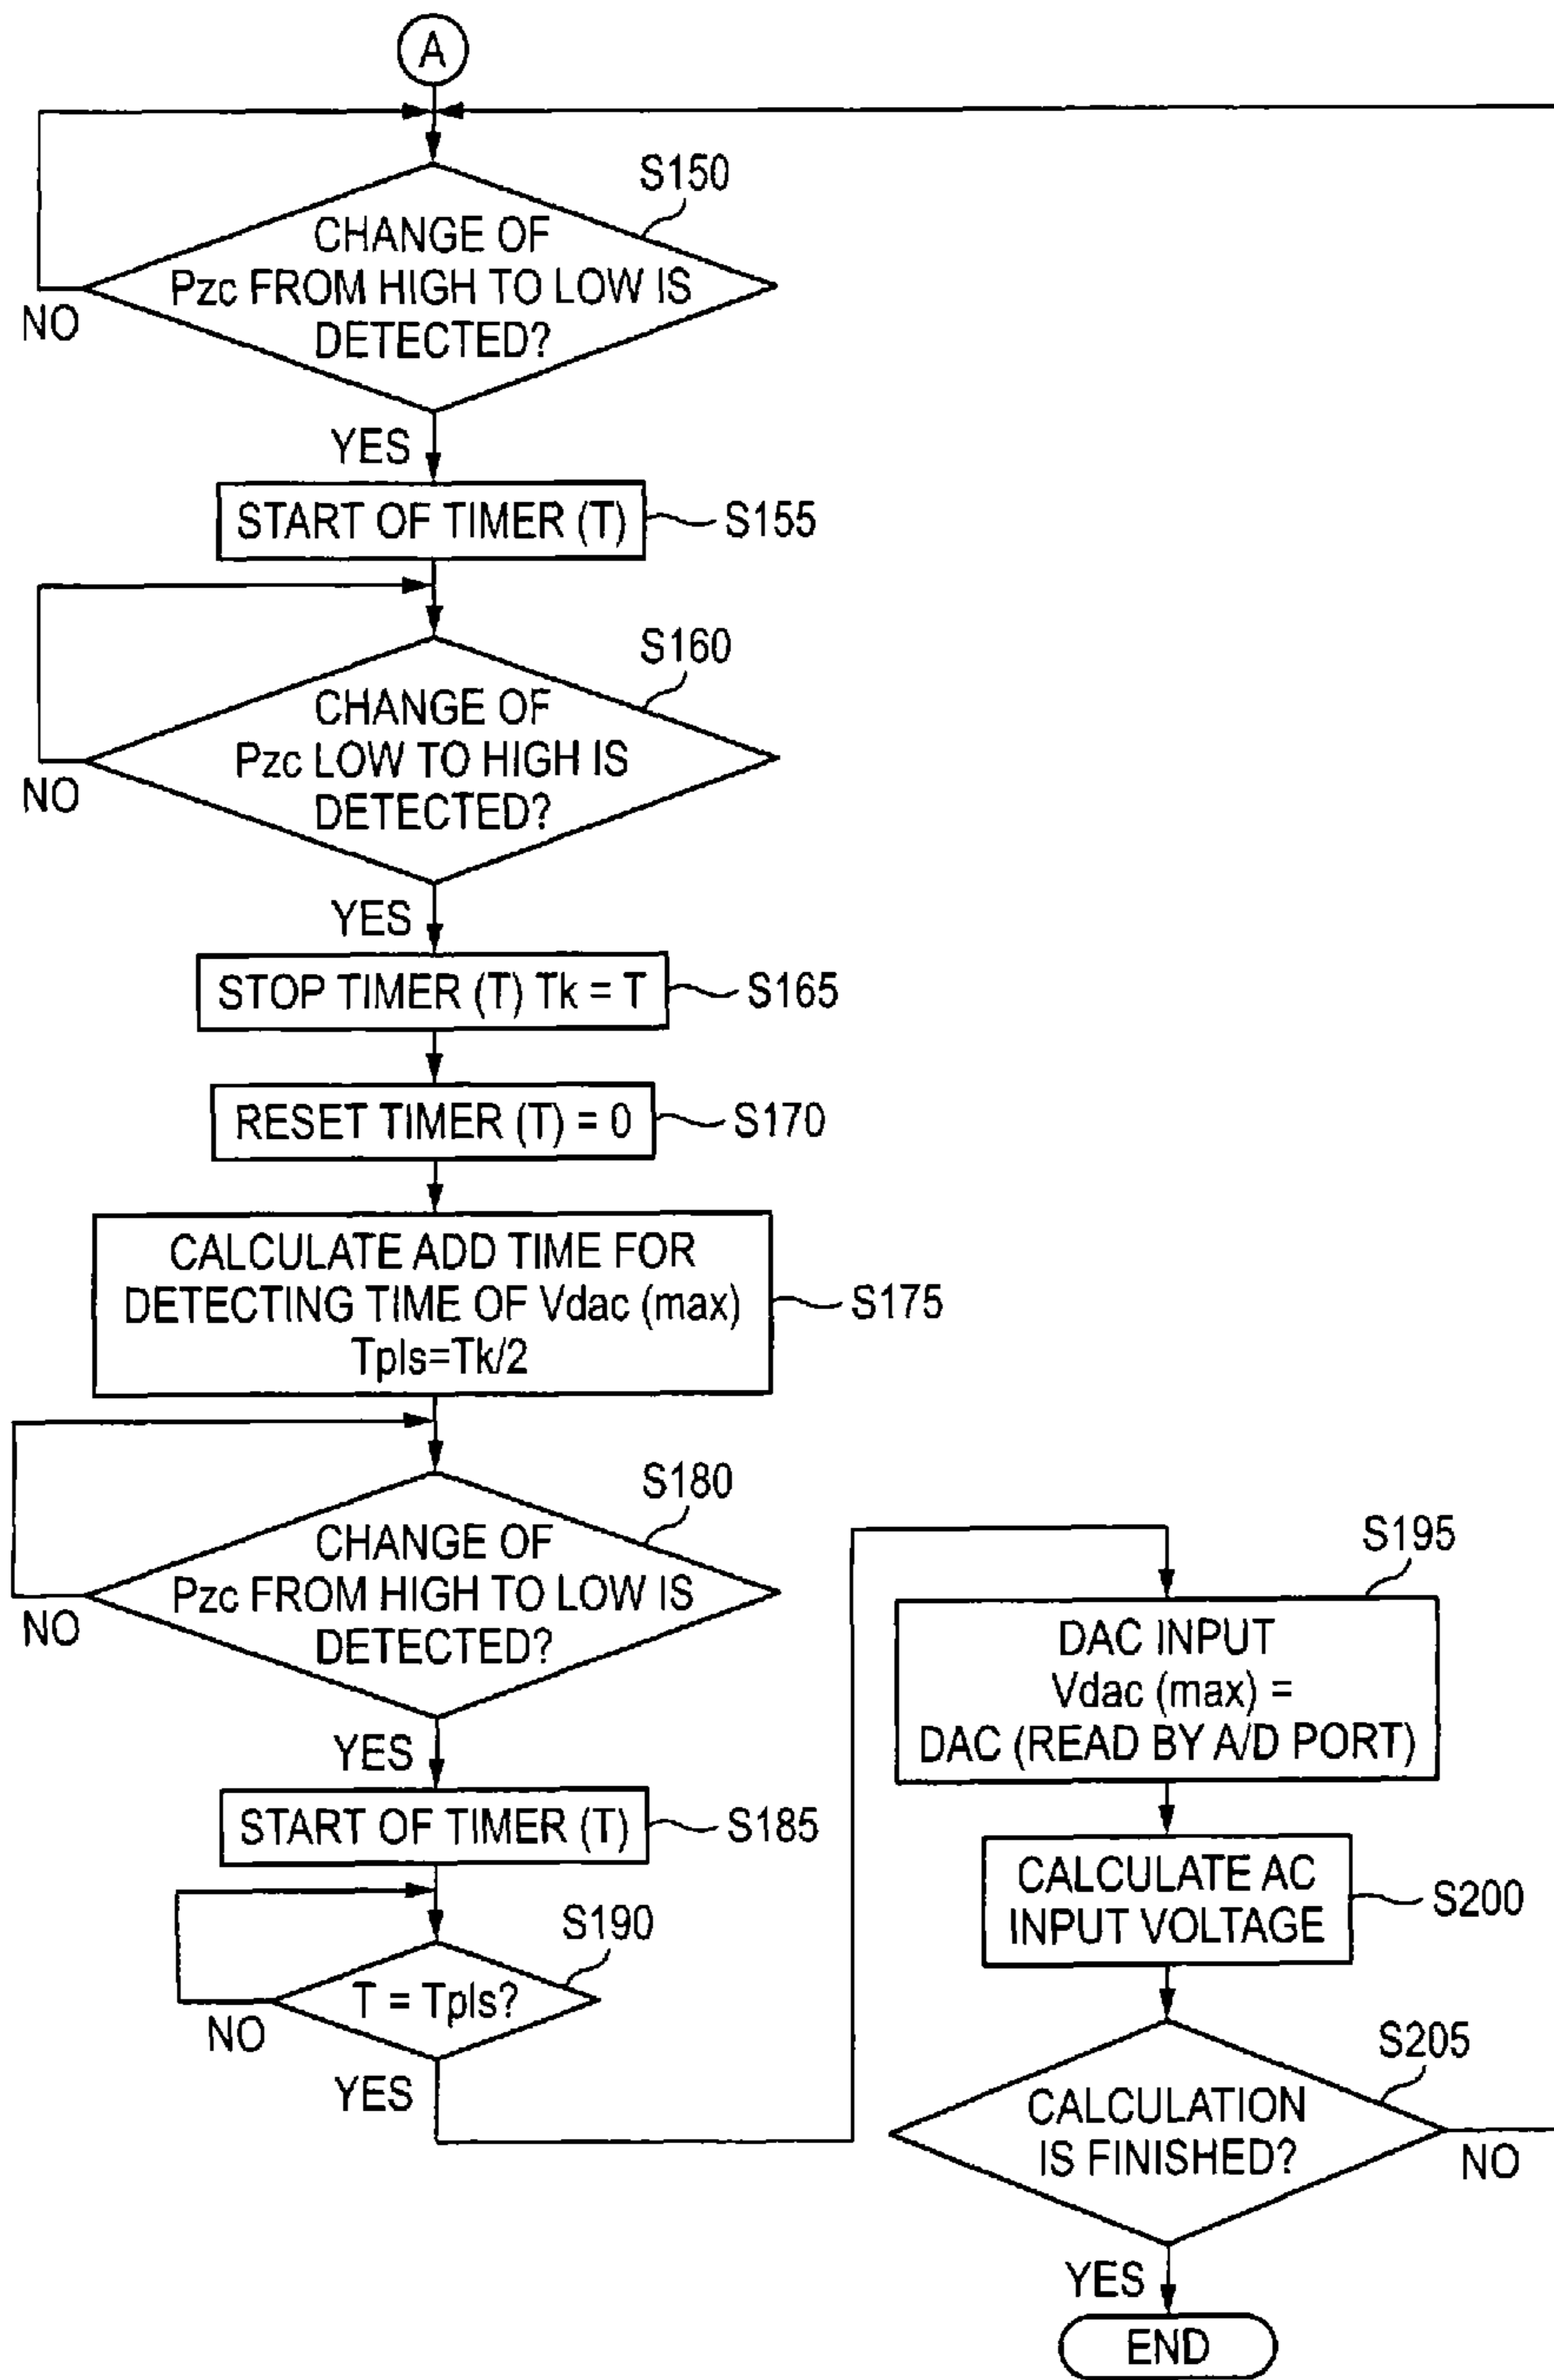 A
S150
CHANGE OF
Pzc FROM HIGH TO LOW IS
DETECTED?
NO
YES
START OF TIMER (T)
S155
S160
CHANGE OF
Pzc LOW TO HIGH IS
DETECTED?
NO
YES
STOP TIMER (T) Tk = T
S165
RESET TIMER (T) = 0
S170
CALCULATE ADD TIME FOR
DETECTING TIME OF Vdac (max)
Tpls=Tk/2
S175
S180
CHANGE OF
Pzc FROM HIGH TO LOW IS
DETECTED?
NO
YES
START OF TIMER (T)
S185
S190
T = Tpls?
NO
YES
S195
DAC INPUT
Vdac (max) =
DAC (READ BY A/D PORT)
CALCULATE AC
INPUT VOLTAGE
S200
S205
CALCULATION
IS FINISHED?
NO
YES
END